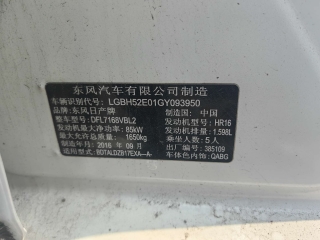 东风汽车有限公司制造
车辆识别代号: LGBH52E01GY093950
品牌: 东风日产牌 制造国: 中国
整车型号: DFL7168VBL2 发动机型号: HR16
发动机最大净功率: 85kW 发动机排量: 1.598L
最大允许总质量: 1650kg 乘坐人数: 5人
制造年月: 2016 年 09 月 出厂编号: 385109
车型: BDTALDZB17EXA—A- 车体色内饰: QABG